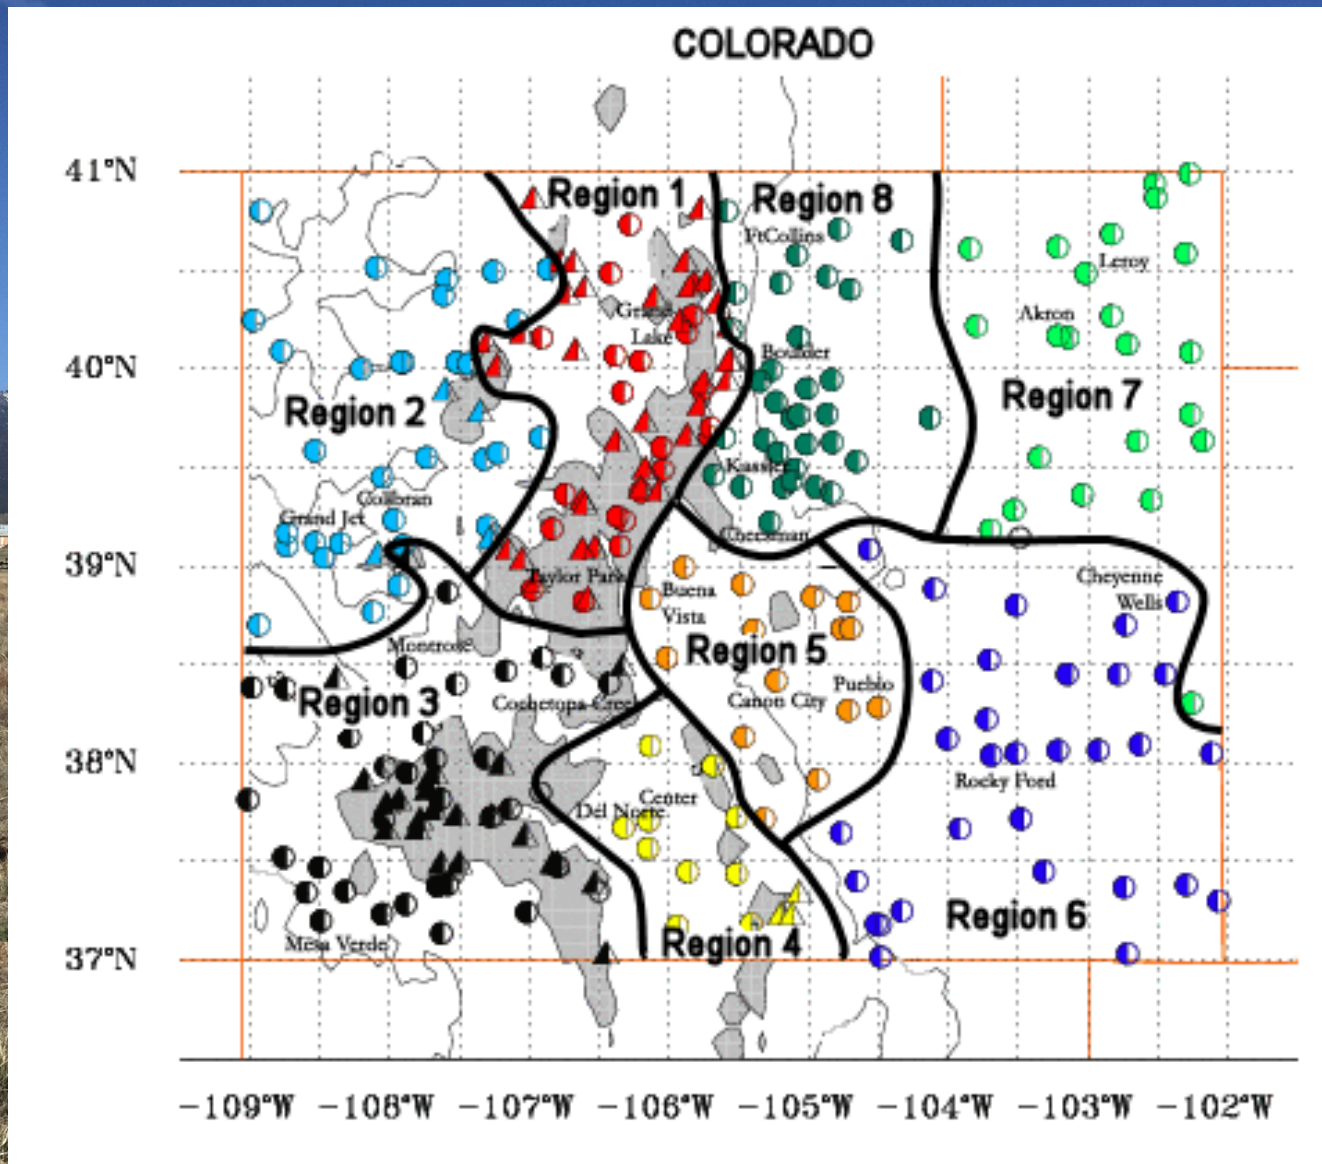 COLORADO
41°N
Region 1
Region 8
FtCollins
Leroy
Grand
Lake
Akron
40°N
Boulder
Region 2
Region 7
Kassler
Collbran
Grand Jct
Cheesman
39°N
Taylor Park
Buena
Vista
Cheyenne
Wells
Montrose
Region 5
Region 3
Cochetopa Creek
Canon City
Pueblo
38°N
Rocky Ford
Del Norte
Center
Mesa Verde
Region 4
Region 6
37°N
-109°W -108°W -107°W -106°W -105°W -104°W -103°W -102°W